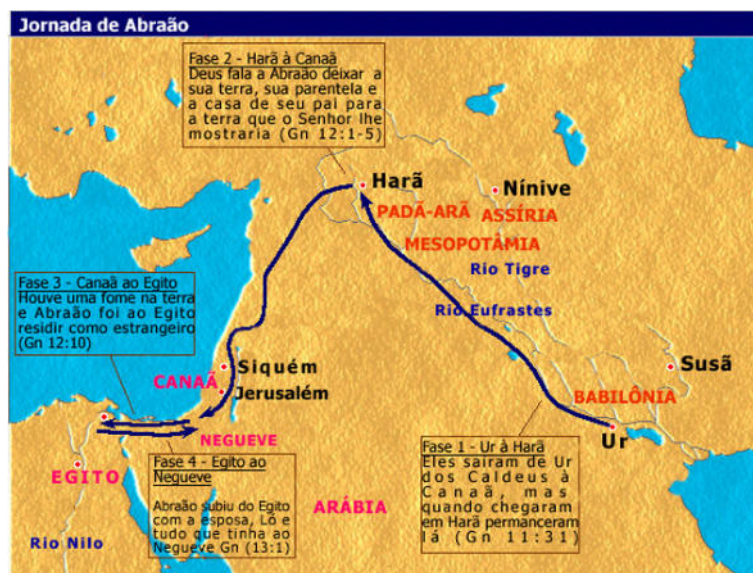 Jornada de Abraão
Fase 2 - Harã à Canaã
Deus fala a Abraão deixar a
sua terra, sua parentela e
a casa de seu pai para
a terra que o Senhor lhe
mostraria (Gn 12:1-5)
Harã
Nínive
PADÃ-ARÃ
ASSÍRIA
MESOPOTÂMIA
Rio Tigre
Rio Eufrastes
Fase 3 - Canaã ao Egito
Houve uma fome na terra
e Abraão foi ao Egito
residir como estrangeiro
(Gn 12:10)
Siquém
CANAÃ
Jerusalém
Susã
BABILÔNIA
Ur
NEGUEVE
EGITO
Fase 4 - Egito ao
Negueve
Abraão subiu do Egito
com a esposa, Ló e
tudo que tinha ao
Negueve Gn (13:1)
ARÁBIA
Fase 1 - Ur à Harã
Eles saíram de Ur
dos Caldeus à
Canaã, mas
quando chegaram
em Harã permanceram
lá (Gn 11:31)
Rio Nilo